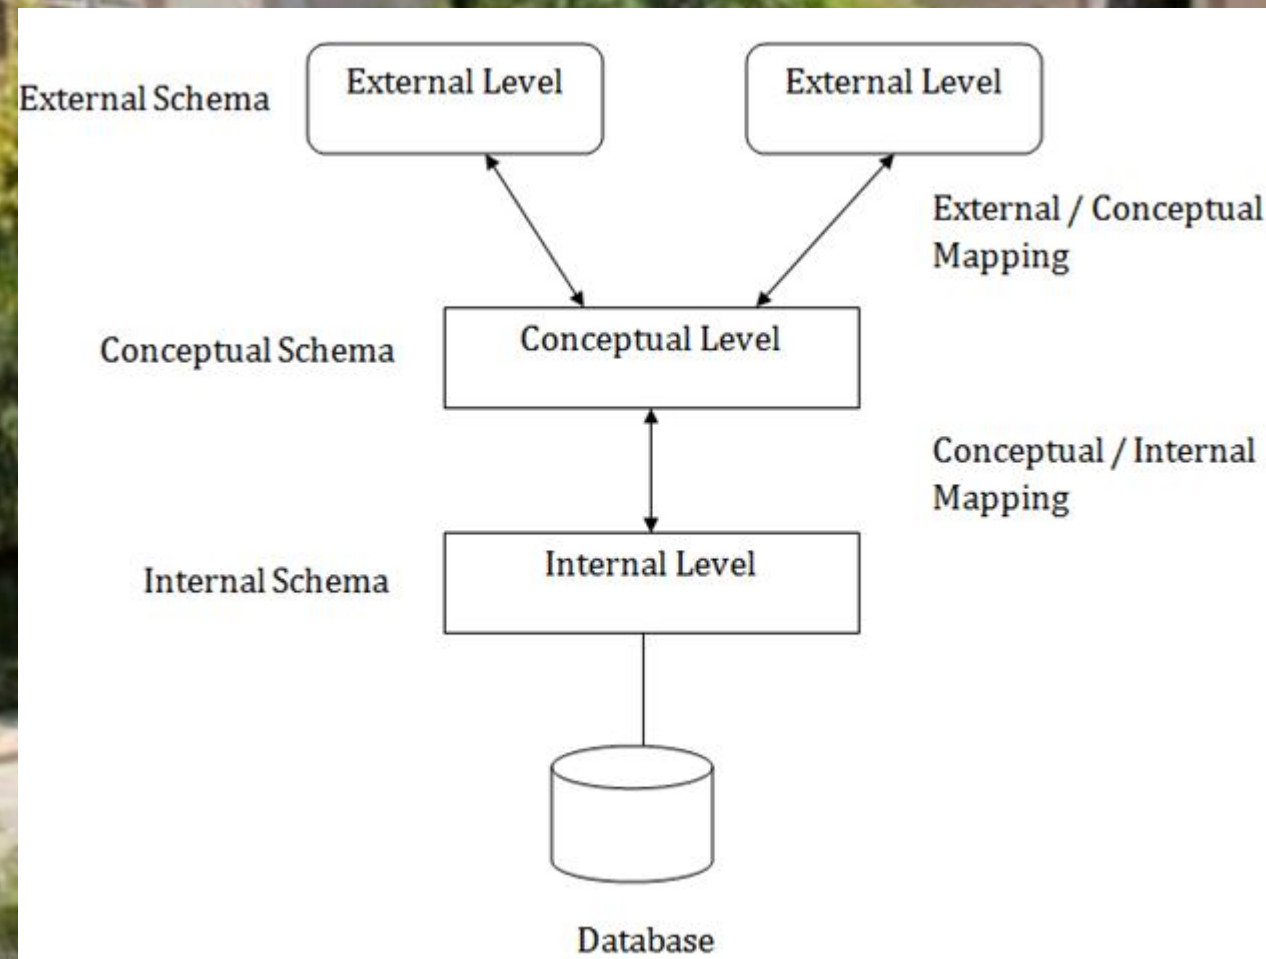 External Schema
External Level
External Level
External / Conceptual
Mapping
Conceptual Schema
Conceptual Level
Conceptual / Internal
Mapping
Internal Schema
Internal Level
Database